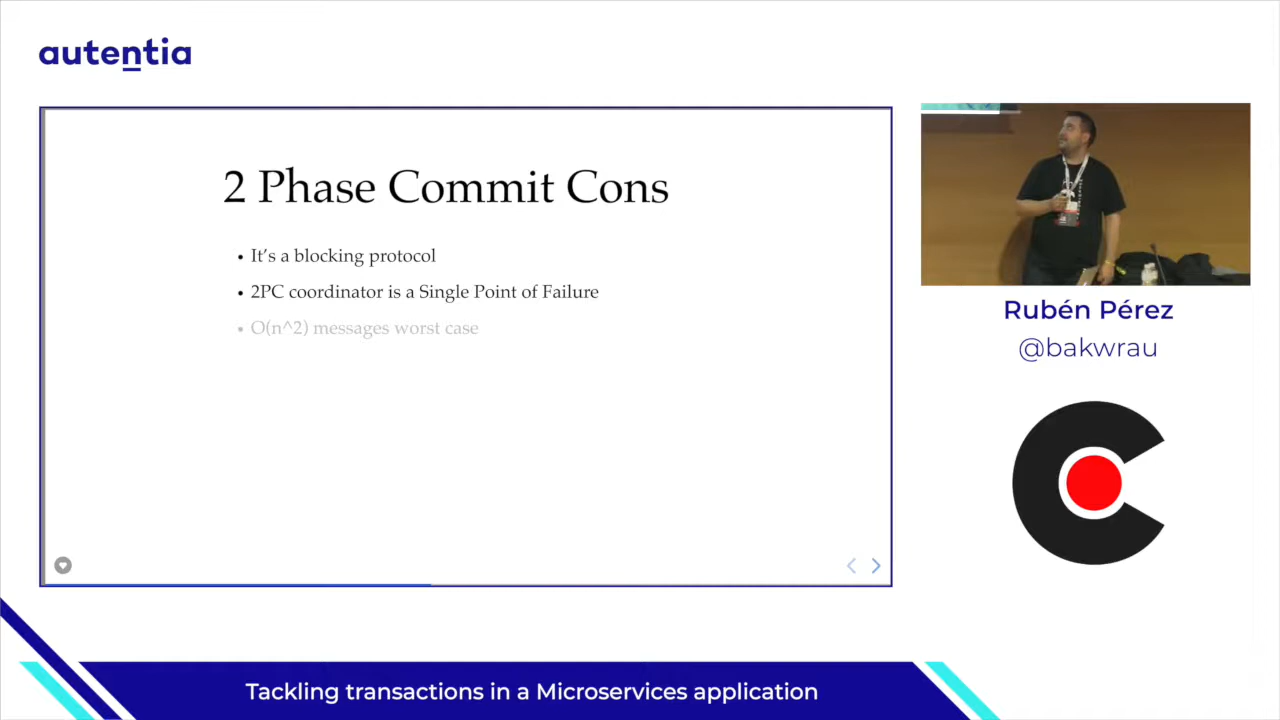 autentia
2 Phase Commit Cons
• It's a blocking protocol
• 2PC coordinator is a Single Point of Failure
• O(n^2) messages worst case
Rubén Pérez
@bakwrau
Tackling transactions in a Microservices application